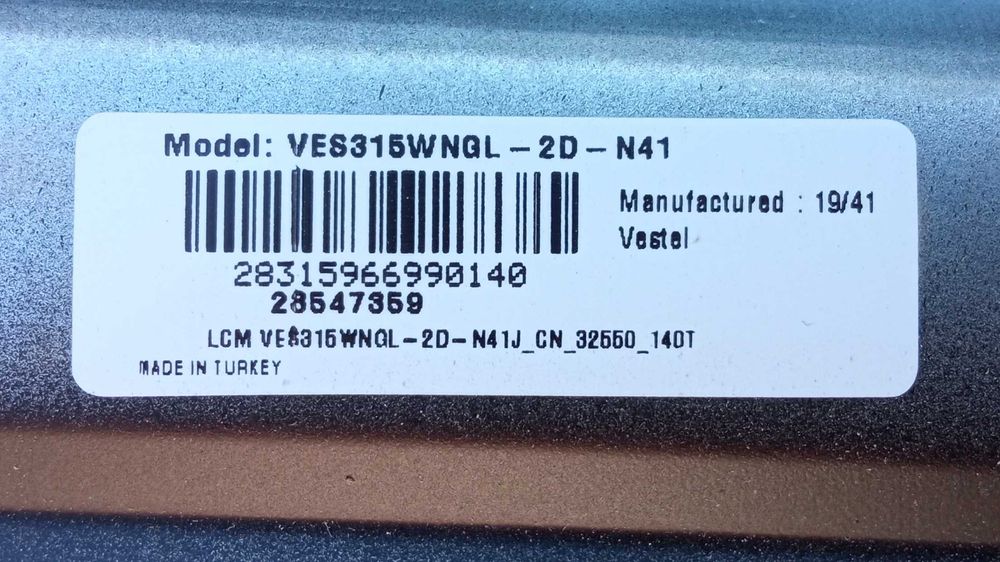 Model: VES315WNGL-2D-N41
Manufactured : 19/41
Vestel
28315966990140
28547359
LCM VES315WNGL-2D-N41J_CN_32550_140T
MADE IN TURKEY